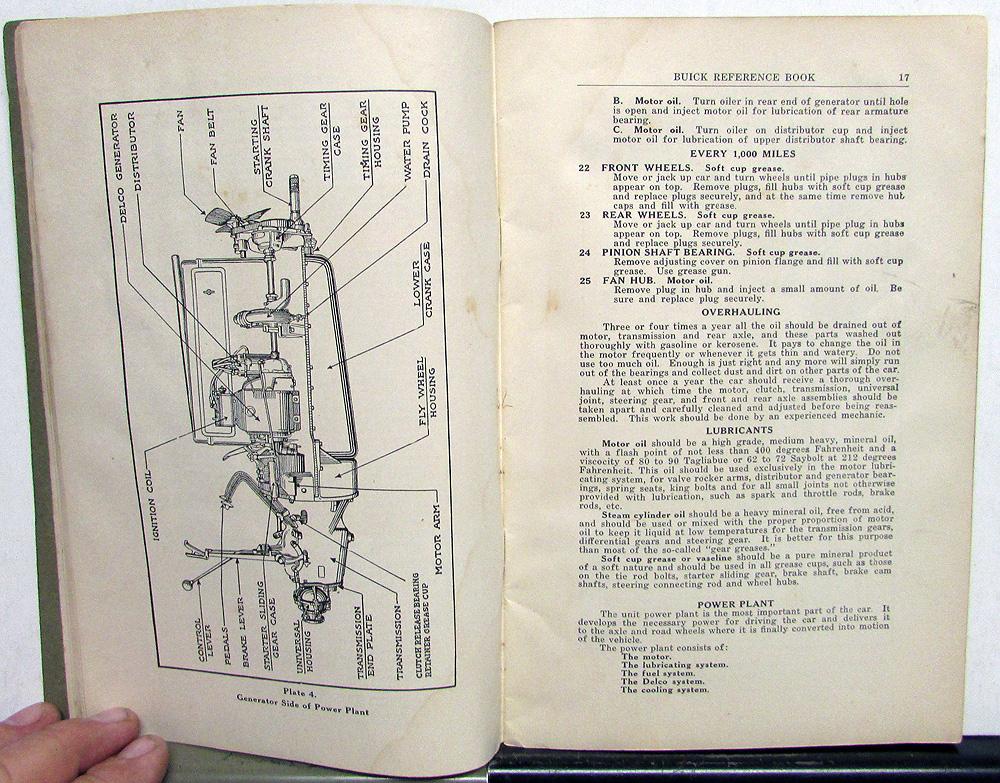 DELCO GENERATOR
DISTRIBUTOR
FAN
FAN BELT
STARTING
CRANK SHAFT
TIMING GEAR
CASE
TIMING GEAR
HOUSING
WATER PUMP
DRAIN COCK
LOWER
CRANK CASE
FLY WHEEL
HOUSING
IGNITION COIL
MOTOR ARM
CONTROL
LEVER
PEDALS
BRAKE LEVER
STARTER SLIDING
GEAR CASE
UNIVERSAL
HOUSING
TRANSMISSION
END PLATE
TRANSMISSION
CLUTCH RELEASE BEARING
RETAINER GREASE CUP
Plate 4.
Generator Side of Power Plant
BUICK REFERENCE BOOK 17
B. Motor oil. Turn oiler in rear end of generator until hole
is open and inject motor oil for lubrication of rear armature
bearing.
C. Motor oil. Turn oiler on distributor cup and inject
motor oil for lubrication of upper distributor shaft bearing.
EVERY 1,000 MILES
22 FRONT WHEELS. Soft cup grease.
Move or jack up car and turn wheels until pipe plugs in hubs
appear on top. Remove plugs, fill hubs with soft cup grease
and replace plugs securely, and at the same time remove hub
caps and fill with grease.
23 REAR WHEELS. Soft cup grease.
Move or jack up car and turn wheels until pipe plug in hubs
appear on top. Remove plugs, fill hubs with soft cup grease
and replace plugs securely.
24 PINION SHAFT BEARING. Soft cup grease.
Remove adjusting cover on pinion flange and fill with soft cup
grease. Use grease gun.
25 FAN HUB. Motor oil.
Remove plug in hub and inject a small amount of oil. Be
sure and replace plug securely.
OVERHAULING
Three or four times a year all the oil should be drained out of
motor, transmission and rear axle, and these parts washed out
thoroughly with gasoline or kerosene. It pays to change the oil in
the motor frequently or whenever it gets thin and watery. Do not
use too much oil. Enough is just right and any more will simply run
out of the bearings and collect dust and dirt on other parts of the car.
At least once a year the car should receive a thorough over-
hauling at which time the motor, clutch, transmission, universal
joint, steering gear, and front and rear axle assemblies should be
taken apart and carefully cleaned and adjusted before being reas-
sembled. This work should be done by an experienced mechanic.
LUBRICANTS
Motor oil should be a high grade, medium heavy, mineral oil,
with a flash point of not less than 400 degrees Fahrenheit and a
viscosity of 80 to 90 Tagliabue or 62 to 72 Saybolt at 212 degrees
Fahrenheit. This oil should be used exclusively in the motor lubri-
cating system, for valve rocker arms, distributor and generator bear-
ings, spring seats, king bolts and for all small joints not otherwise
provided with lubrication, such as spark and throttle rods, brake
rods, etc.
Steam cylinder oil should be a heavy mineral oil, free from acid,
and should be used or mixed with the proper proportion of motor
oil to keep it liquid at low temperatures for the transmission gears,
differential gears and steering gear. It is better for this purpose
than most of the so-called "gear greases."
Soft cup grease or vaseline should be a pure mineral product
of a soft nature and should be used in all grease cups, such as those
on the tie rod bolts, starter sliding gear, brake shaft, brake cam
shafts, steering connecting rod and wheel hubs.
POWER PLANT
The unit power plant is the most important part of the car. It
develops the necessary power for driving the car and delivers it
to the axle and road wheels where it is finally converted into motion
of the vehicle.
The power plant consists of:
The motor.
The lubricating system.
The fuel system.
The Delco system.
The cooling system.